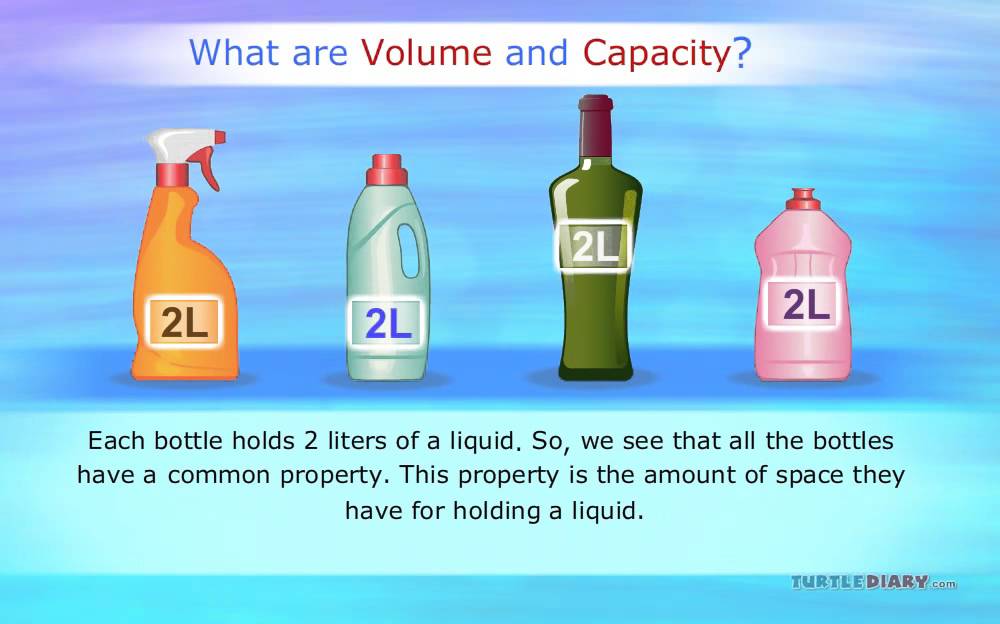 What are Volume and Capacity?
2L
2L
2L
2L
Each bottle holds 2 liters of a liquid. So, we see that all the bottles
have a common property. This property is the amount of space they
have for holding a liquid.
TURTLEDIARY.com